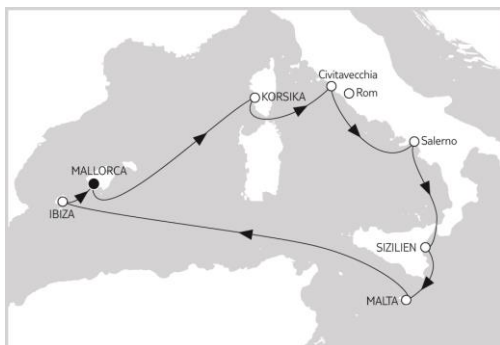 Civitavecchia
KORSIKA
Rom
Salerno
MALLORCA
IBIZA
SIZILIEN
MALTA